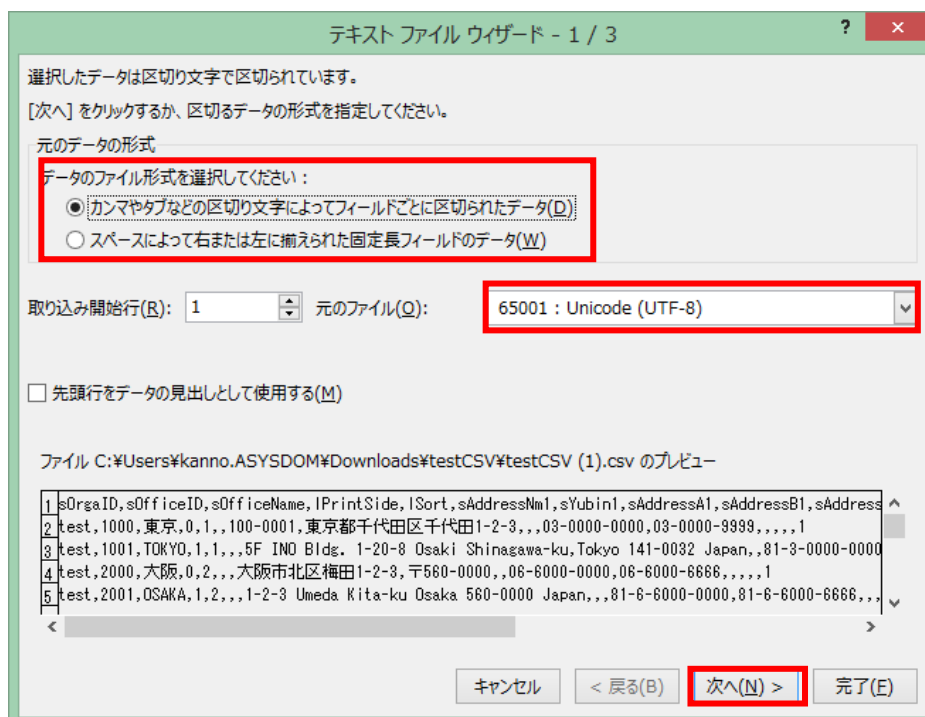 テキスト ファイル ウィザード - 1 / 3
? ×
選択したデータは区切り文字で区切られています。
[次へ] をクリックするか、区切るデータの形式を指定してください。
元のデータの形式
データのファイル形式を選択してください：
カンマやタブなどの区切り文字によってフィールドごとに区切られたデータ(D)
スペースによって右または左に揃えられた固定長フィールドのデータ(W)
取り込み開始行(R): 1 元のファイル(O): 65001 : Unicode (UTF-8)
先頭行をデータの見出しとして使用する(M)
ファイル C:¥Users¥kanno.ASYSDOM¥Downloads¥testCSV¥testCSV (1).csv のプレビュー
1 sOrgaID,sOfficeID,sOfficeName,lPrintSide,lSort,sAddressNm1,sYubin1,sAddressA1,sAddressB1,sAddress
2 test,1000,東京,0,1,,100-0001,東京都千代田区千代田1-2-3,,,03-0000-0000,03-0000-9999,,,,,1
3 test,1001,TOKYO,1,1,,,5F INO Bldg. 1-20-8 Osaki Shinagawa-ku,Tokyo 141-0032 Japan,,81-3-0000-0000
4 test,2000,大阪,0,2,,,大阪市北区梅田1-2-3,〒560-0000,,06-6000-0000,06-6000-6666,,,,,1
5 test,2001,OSAKA,1,2,,,1-2-3 Umeda Kita-ku Osaka 560-0000 Japan,,,81-6-6000-0000,81-6-6000-6666,,,
キャンセル < 戻る(B) 次へ(N) > 完了(F)